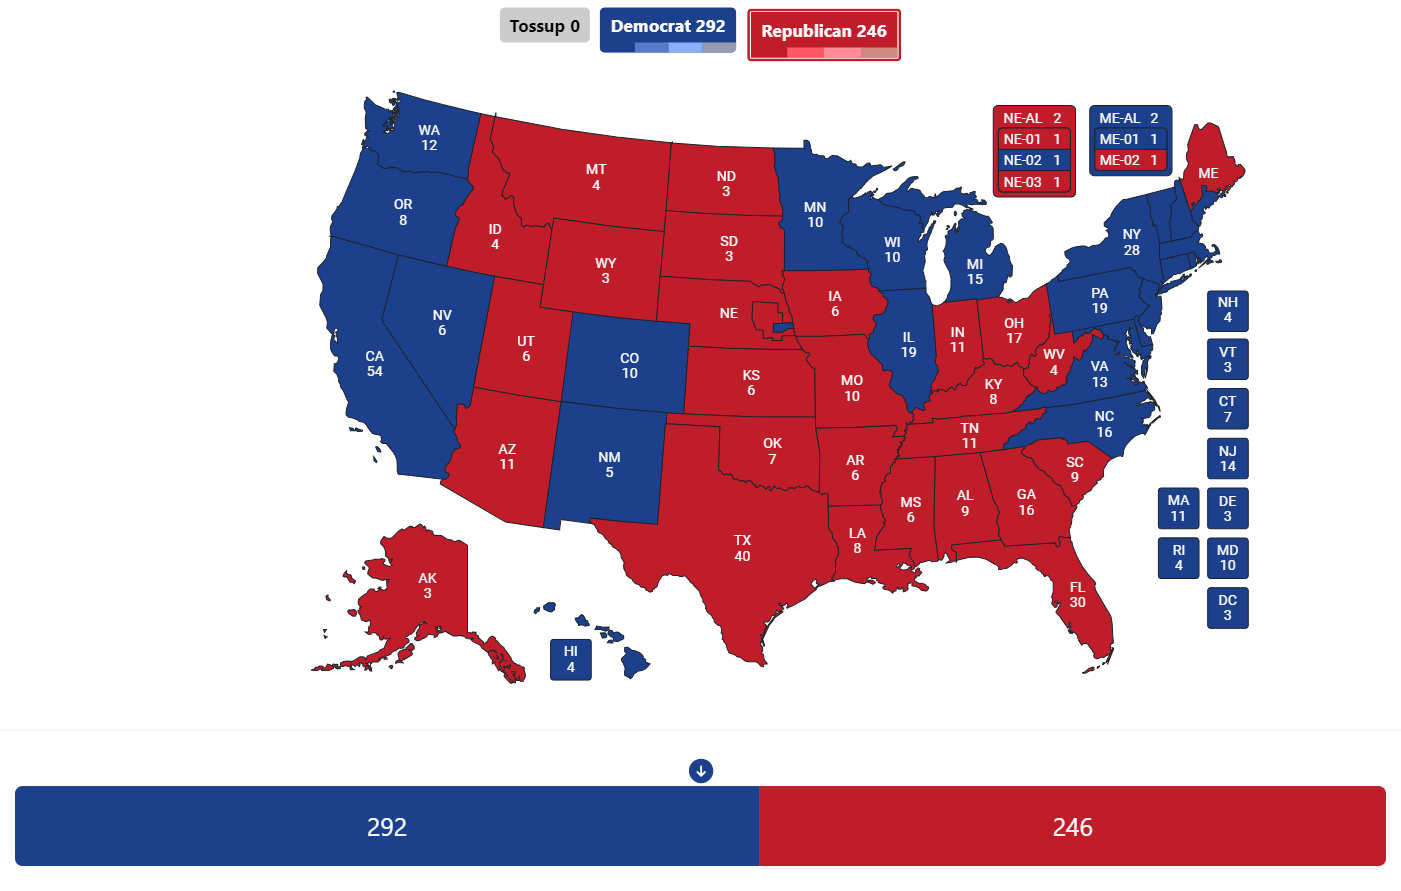 Tossup 0
Democrat 292
Republican 246
WA
12
OR
8
CA
54
NV
6
ID
4
MT
4
WY
3
UT
6
AZ
11
CO
10
NM
5
ND
3
SD
3
NE
KS
6
OK
7
TX
40
MN
10
IA
6
MO
10
AR
6
LA
8
WI
10
IL
19
MI
15
IN
11
OH
17
KY
8
TN
11
MS
6
AL
9
GA
16
FL
30
SC
9
NC
16
VA
13
WV
4
PA
19
NY
28
ME
NE-AL 2
NE-01 1
NE-02 1
NE-03 1
ME-AL 2
ME-01 1
ME-02 1
NH
4
VT
3
CT
7
NJ
14
MA
11
DE
3
RI
4
MD
10
DC
3
AK
3
HI
4
292
246